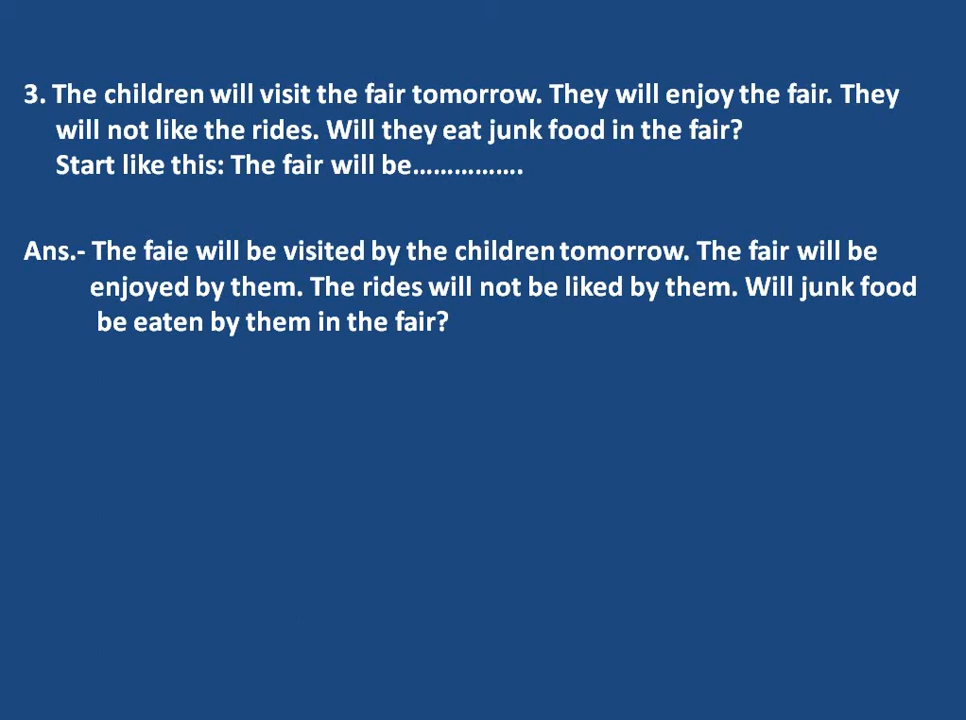 3. The children will visit the fair tomorrow. They will enjoy the fair. They
will not like the rides. Will they eat junk food in the fair?
Start like this: The fair will be…………….
Ans.- The faie will be visited by the children tomorrow. The fair will be
enjoyed by them. The rides will not be liked by them. Will junk food
be eaten by them in the fair?